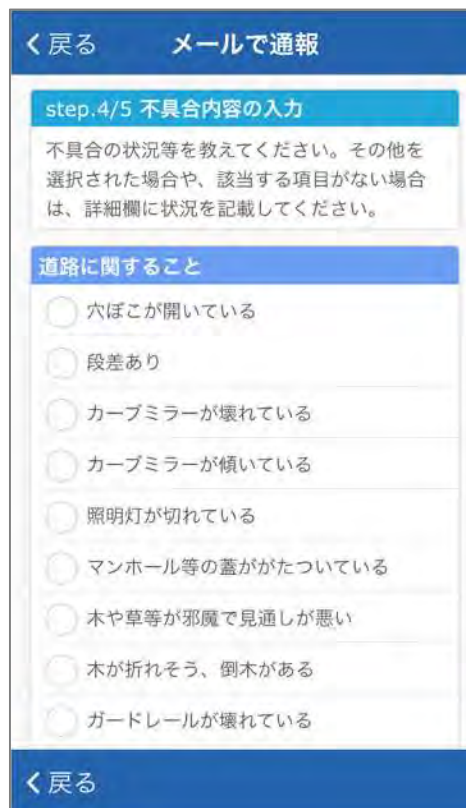 戻る メールで通報
step.4/5 不具合内容の入力
不具合の状況等を教えてください。その他を
選択された場合や、該当する項目がない場合
は、詳細欄に状況を記載してください。
道路に関すること
穴ぼこが開いている
段差あり
カーブミラーが壊れている
カーブミラーが傾いている
照明灯が切れている
マンホール等の蓋ががたついている
木や草等が邪魔で見通しが悪い
木が折れそう、倒木がある
ガードレールが壊れている
戻る